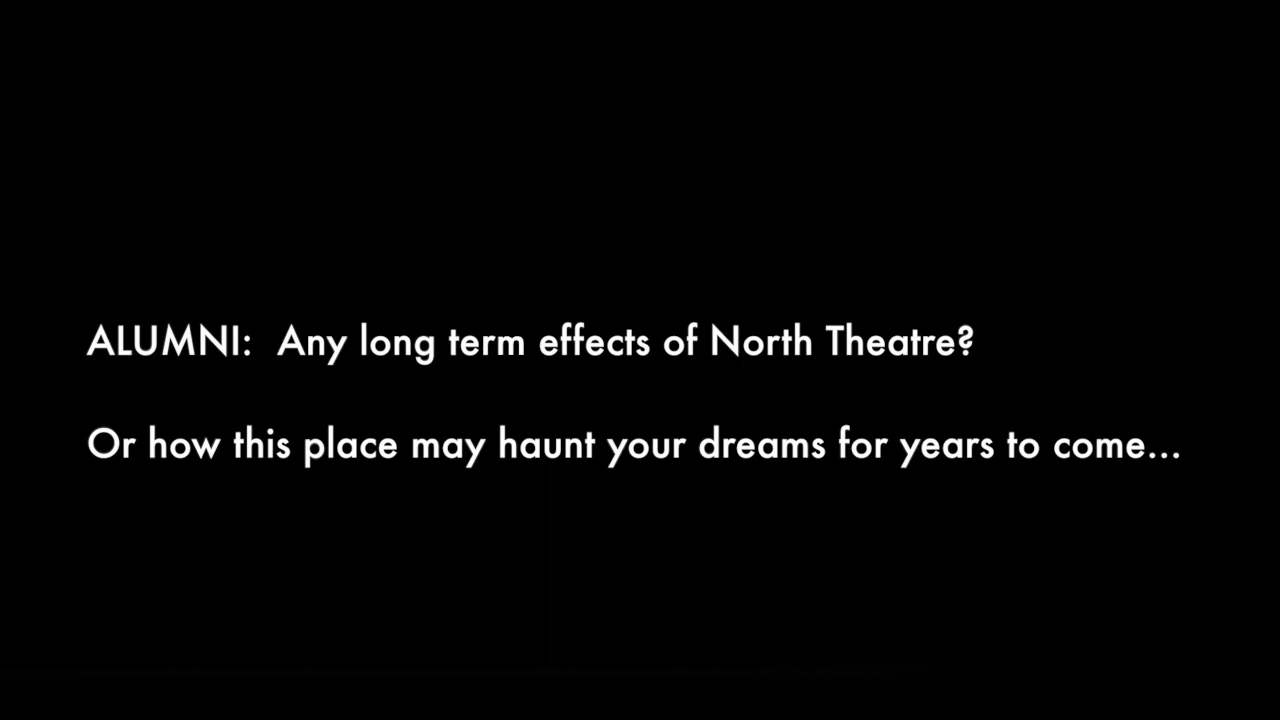 ALUMNI:  Any long term effects of North Theatre?
Or how this place may haunt your dreams for years to come...